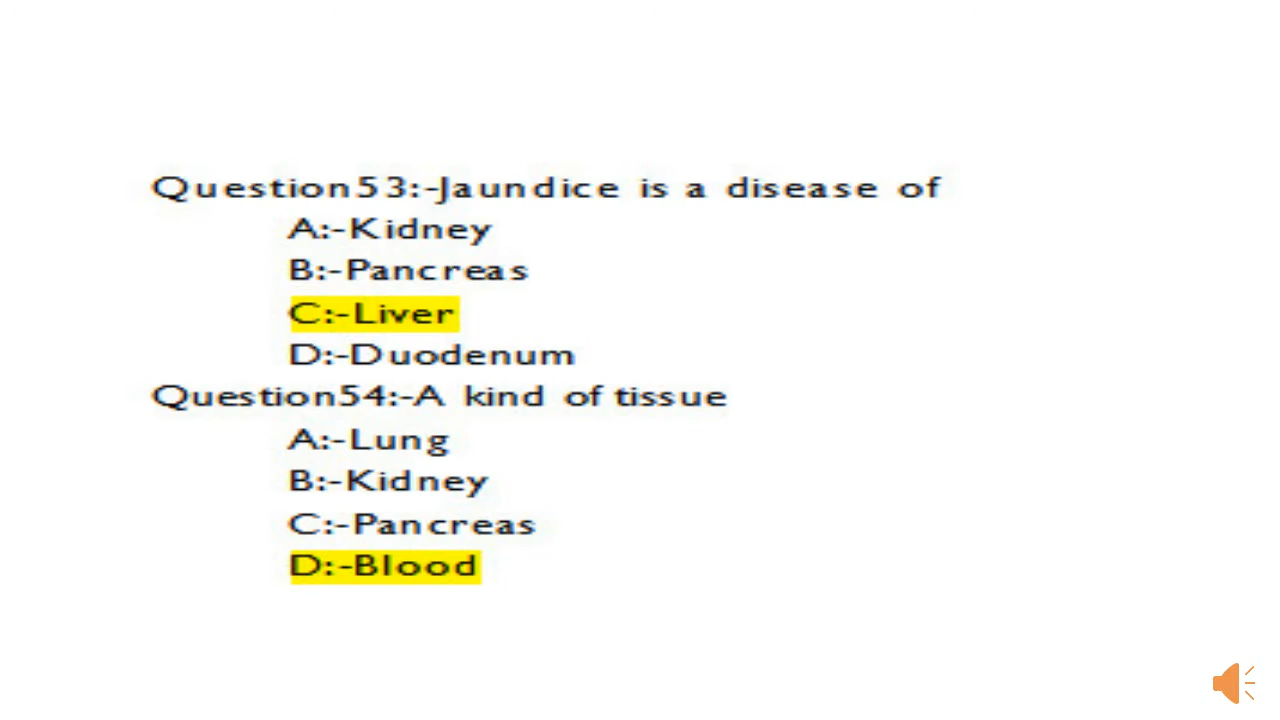 Question53:-Jaundice is a disease of
A:-Kidney
B:-Pancreas
C:-Liver
D:-Duodenum
Question54:-A kind of tissue
A:-Lung
B:-Kidney
C:-Pancreas
D:-Blood